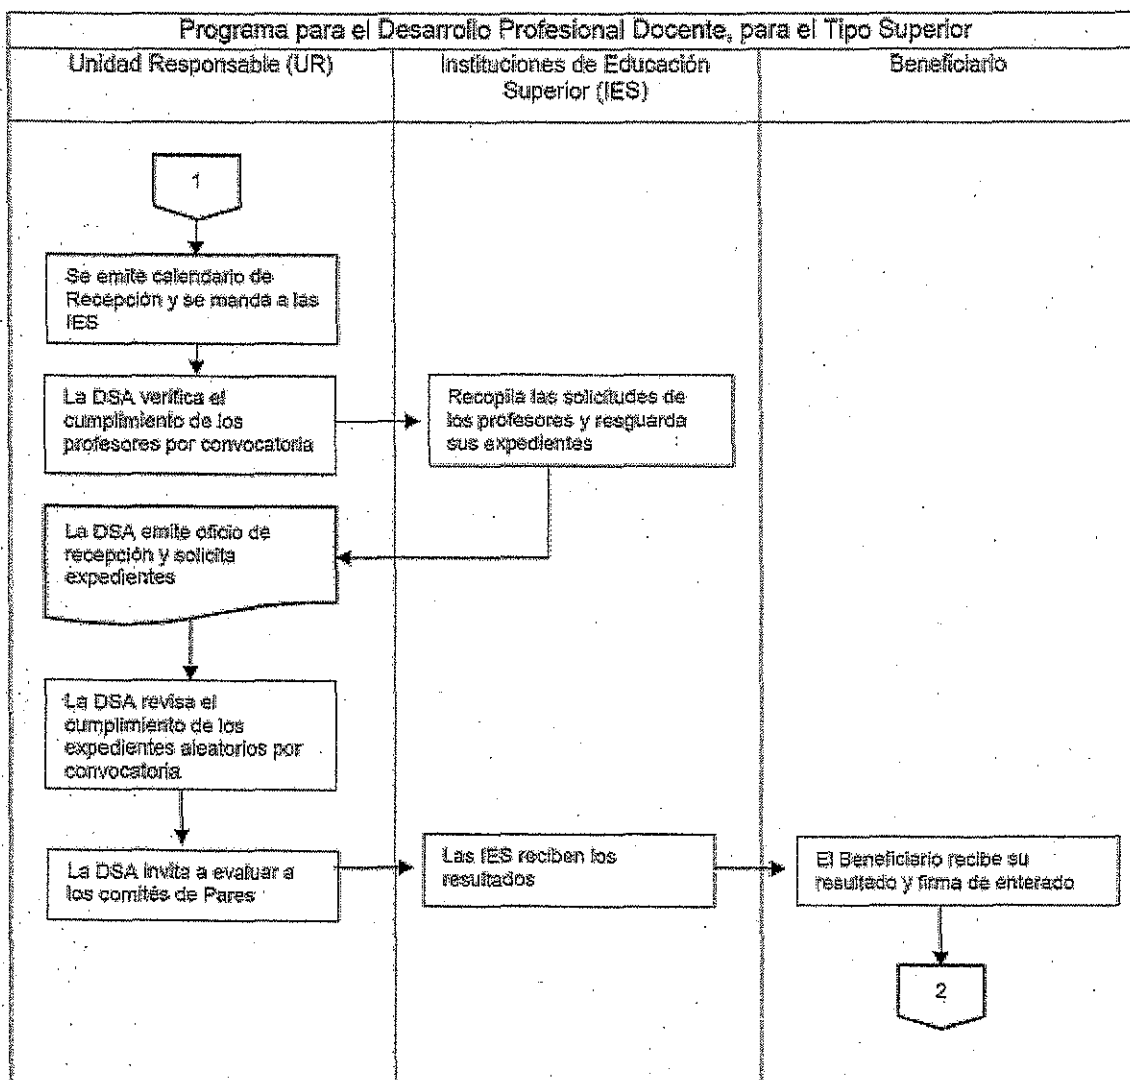 Programa para el Desarrollo Profesional Docente, para el Tipo Superior
Unidad Responsable (UR)
Instituciones de Educación
Superior (IES)
Beneficiario
1
Se emite calendario de
Recepción y se manda a las
IES
La DSA verifica el
cumplimiento de los
profesores por convocatoria
Recopila las solicitudes de
los profesores y resguarda
sus expedientes
La DSA emite oficio de
recepción y solicita
expedientes
La DSA revisa el
cumplimiento de los
expedientes aleatorios por
convocatoria
La DSA invita a evaluar a
los comités de Pares
Las IES reciben los
resultados
El Beneficiario recibe su
resultado y firma de enterado
2